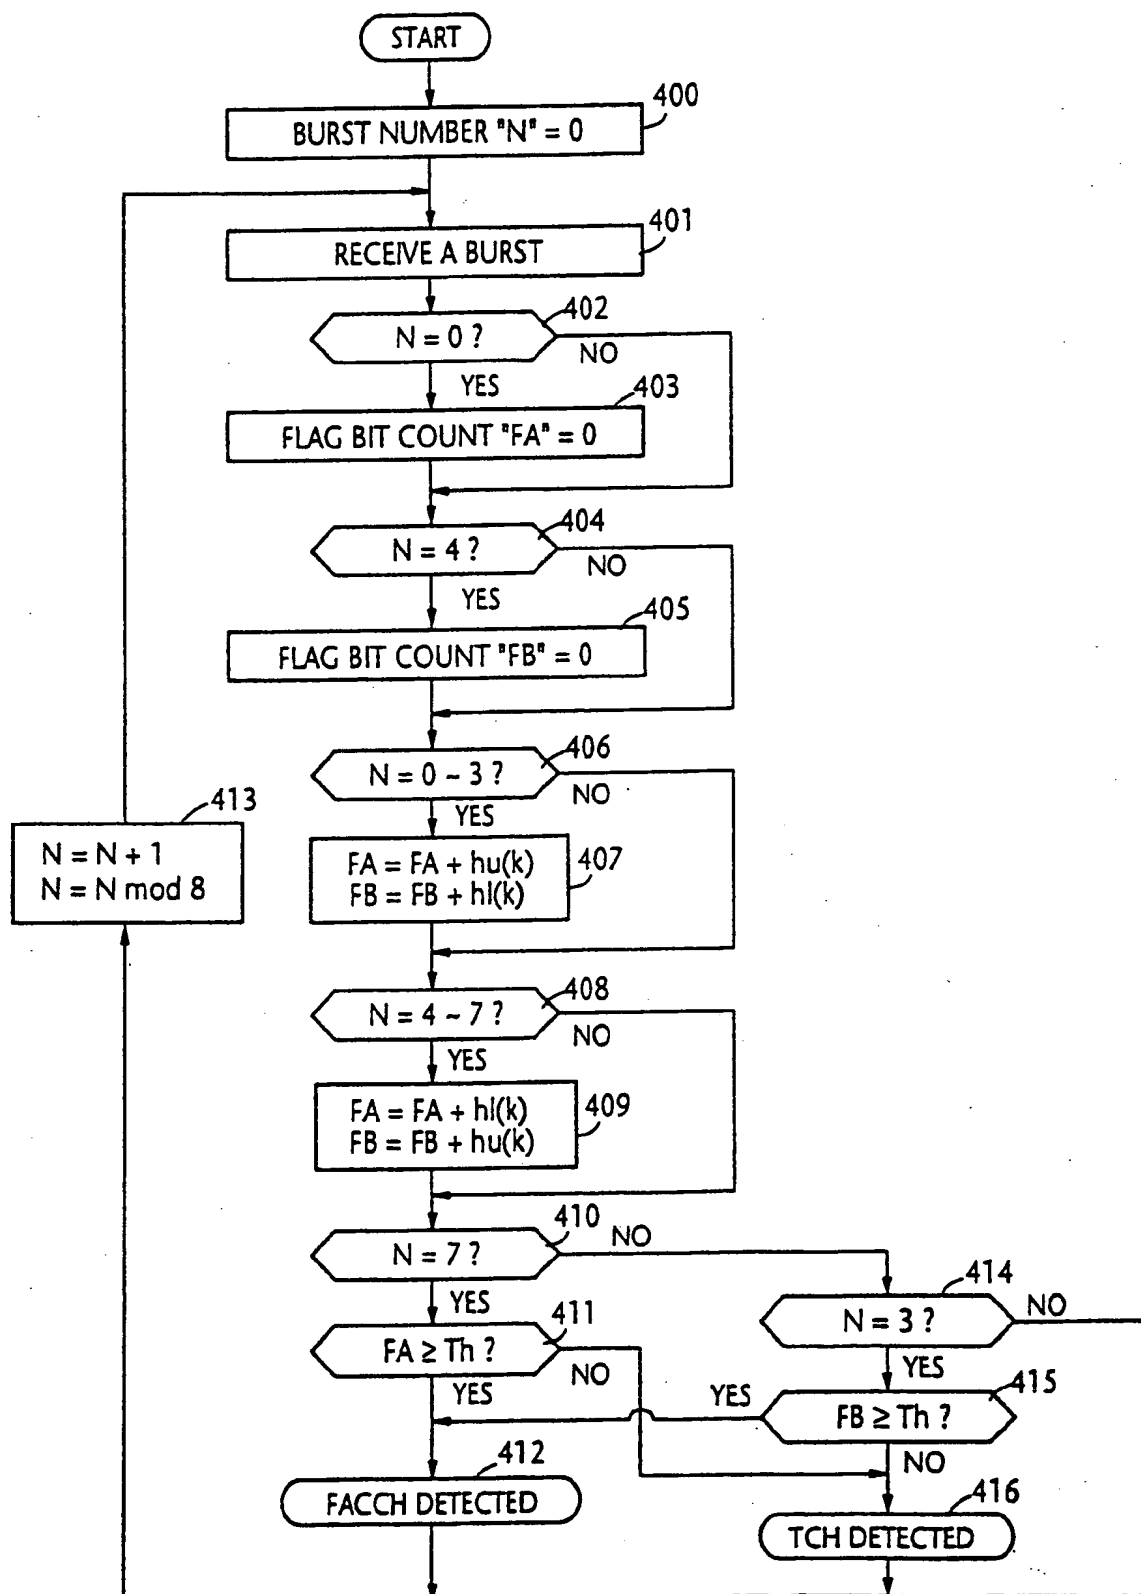 START
400
BURST NUMBER "N" = 0
401
RECEIVE A BURST
402
N = 0 ?
NO
YES
403
FLAG BIT COUNT "FA" = 0
404
N = 4 ?
NO
YES
405
FLAG BIT COUNT "FB" = 0
406
N = 0 ~ 3 ?
NO
YES
413
N = N + 1
N = N mod 8
407
FA = FA + hu(k)
FB = FB + hl(k)
408
N = 4 ~ 7 ?
NO
YES
409
FA = FA + hl(k)
FB = FB + hu(k)
410
N = 7 ?
NO
YES
414
N = 3 ?
NO
YES
411
FA ≥ Th ?
NO
YES
415
FB ≥ Th ?
YES
NO
412
FACCH DETECTED
416
TCH DETECTED